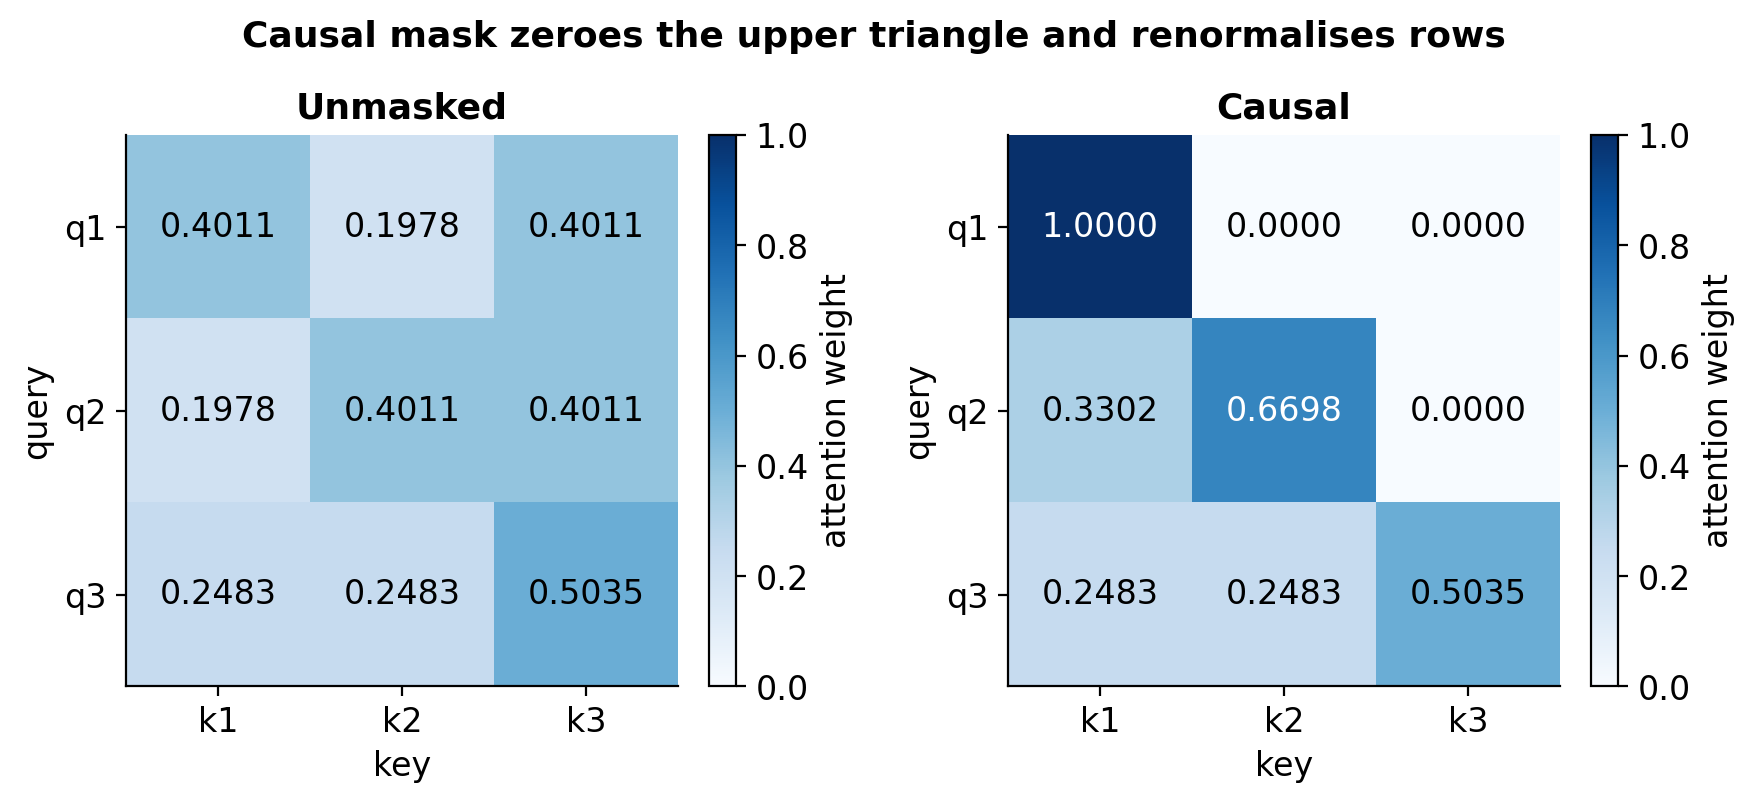 Causal mask zeroes the upper triangle and renormalises rows
Unmasked
q1
q2
q3
query
0.4011 0.1978 0.4011
0.1978 0.4011 0.4011
0.2483 0.2483 0.5035
k1 k2 k3
key
1.0
0.8
0.6
0.4
0.2
0.0
attention weight
Causal
q1
q2
q3
query
1.0000 0.0000 0.0000
0.3302 0.6698 0.0000
0.2483 0.2483 0.5035
k1 k2 k3
key
1.0
0.8
0.6
0.4
0.2
0.0
attention weight